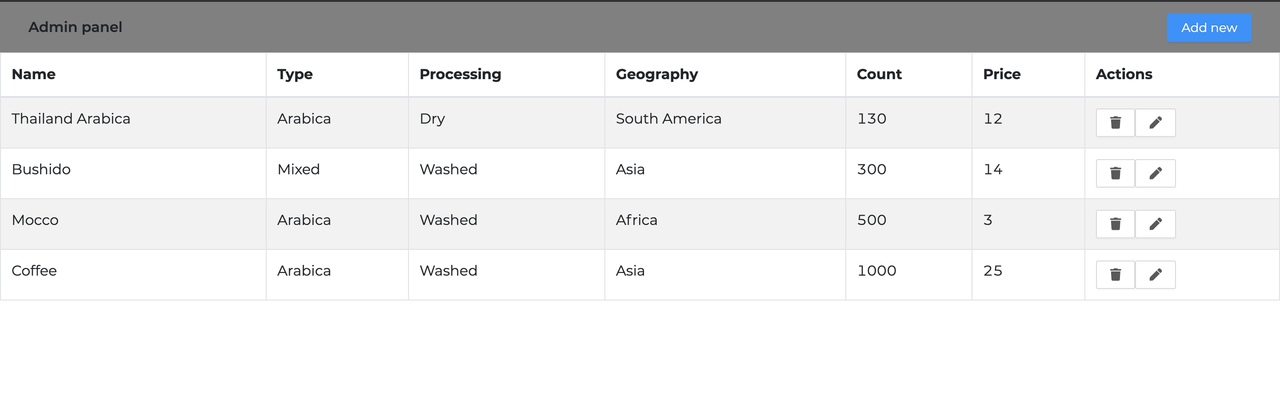 Admin panel Add new
Name Type Processing Geography Count Price Actions
Thailand Arabica Arabica Dry South America 130 12
Bushido Mixed Washed Asia 300 14
Mocco Arabica Washed Africa 500 3
Coffee Arabica Washed Asia 1000 25